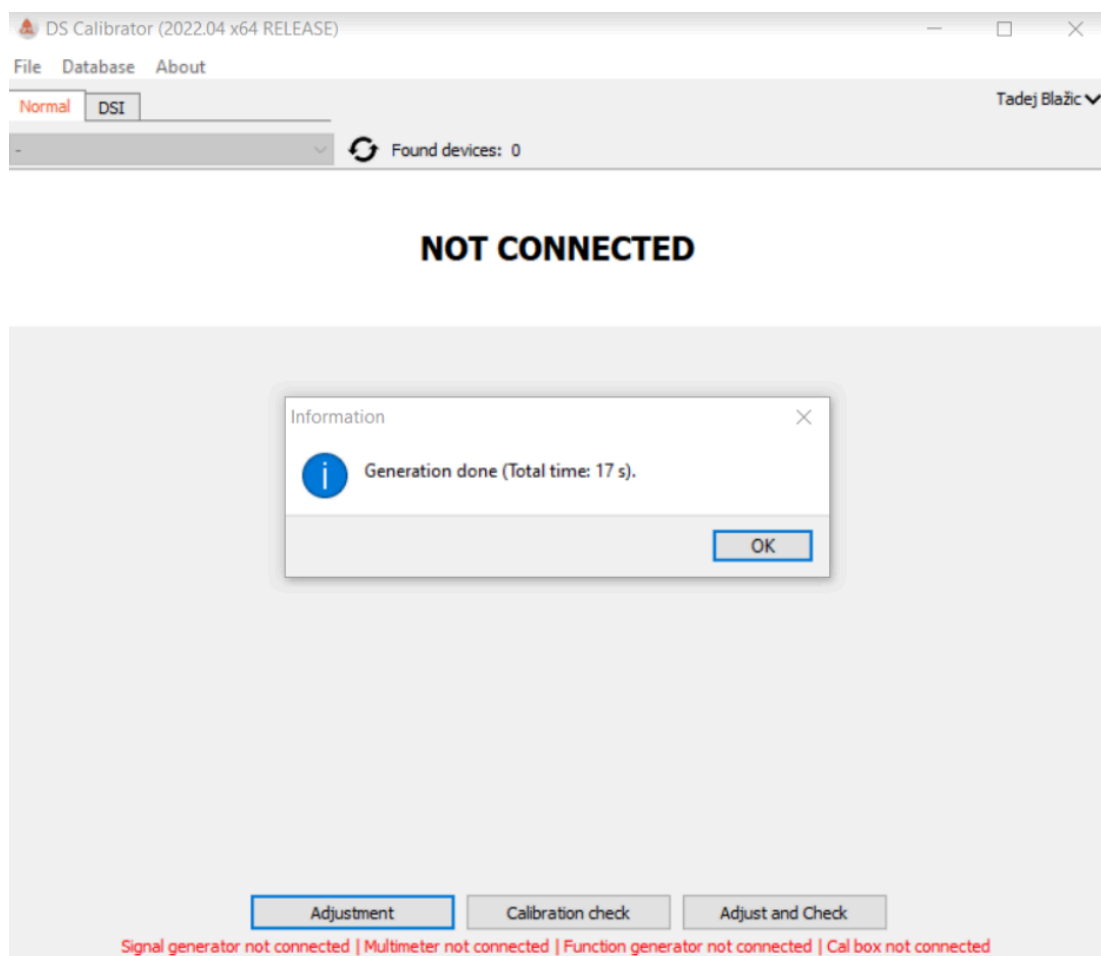 DS Calibrator (2022.04 x64 RELEASE)
File Database About
Normal DSI Tadej Blažic
- Found devices: 0
NOT CONNECTED
Information
Generation done (Total time: 17 s).
OK
Adjustment Calibration check Adjust and Check
Signal generator not connected | Multimeter not connected | Function generator not connected | Cal box not connected